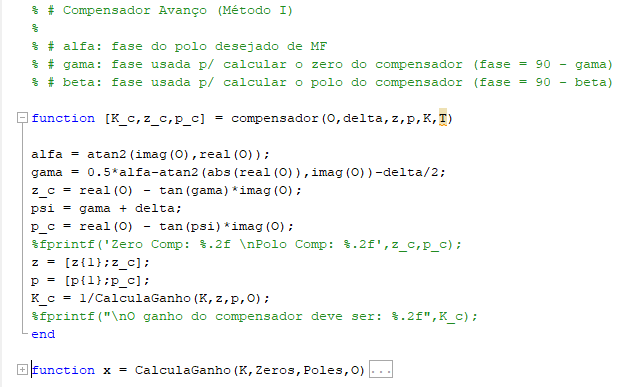 % # Compensador Avanço (Método I)
%
% # alfa: fase do polo desejado de MF
% # gama: fase usada p/ calcular o zero do compensador (fase = 90 - gama)
% # beta: fase usada p/ calcular o polo do compensador (fase = 90 - beta)
function [K_c,z_c,p_c] = compensador(O,delta,z,p,K,T)
alfa = atan2(imag(O),real(O));
gama = 0.5*alfa-atan2(abs(real(O)),imag(O))-delta/2;
z_c = real(O) - tan(gama)*imag(O);
psi = gama + delta;
p_c = real(O) - tan(psi)*imag(O);
%fprintf('Zero Comp: %.2f \nPolo Comp: %.2f',z_c,p_c);
z = [z{1};z_c];
p = [p{1};p_c];
K_c = 1/CalculaGanho(K,z,p,O);
%fprintf("\nO ganho do compensador deve ser: %.2f",K_c);
end
function x = CalculaGanho(K,Zeros,Poles,O)...